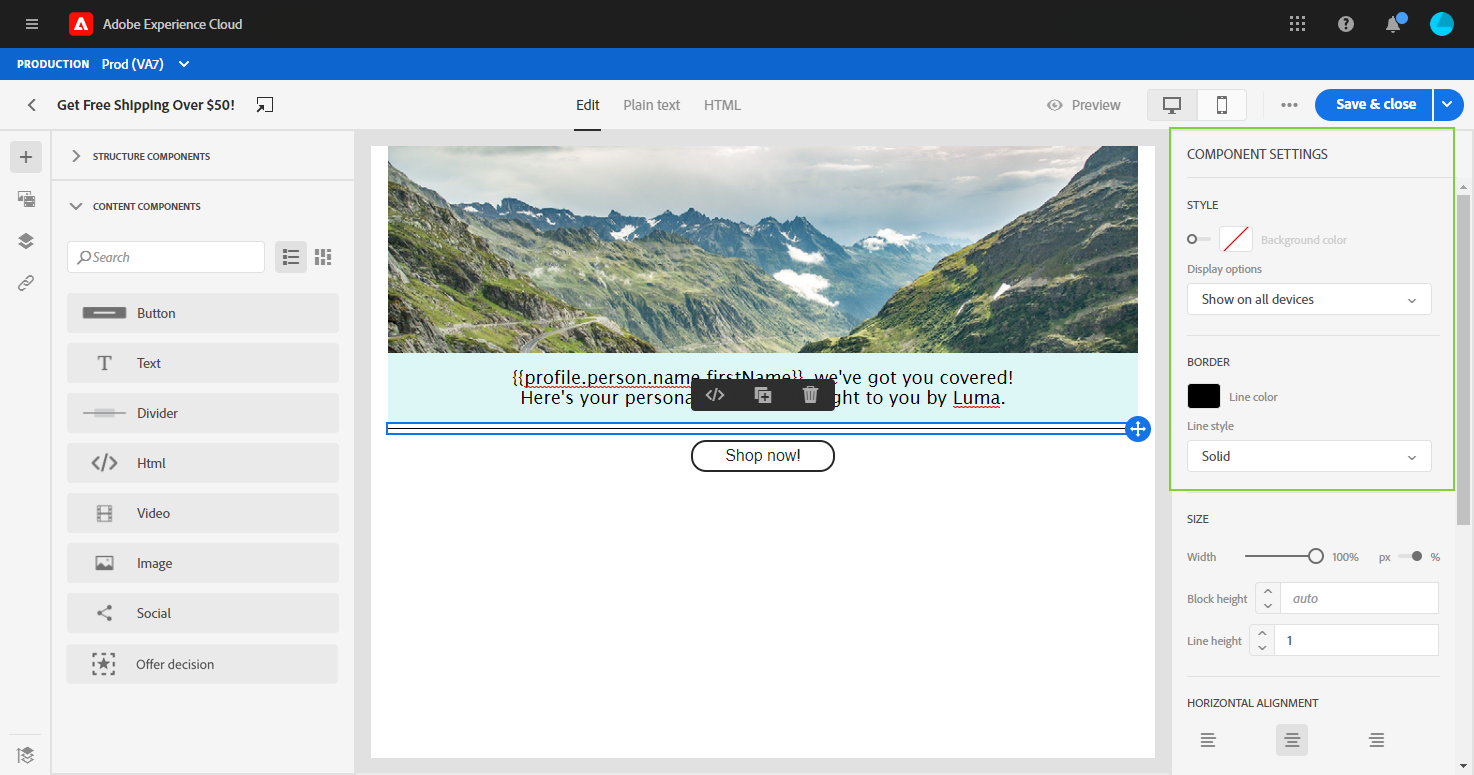 Adobe Experience Cloud
PRODUCTION Prod (VA7)
Get Free Shipping Over $50!
Edit Plain text HTML
Preview
Save & close
STRUCTURE COMPONENTS
CONTENT COMPONENTS
Search
Button
Text
Divider
Html
Video
Image
Social
Offer decision
{{profile.person.name.firstName}}, we've got you covered!
Here's your persona ght to you by Luma.
Shop now!
COMPONENT SETTINGS
STYLE
Background color
Display options
Show on all devices
BORDER
Line color
Line style
Solid
SIZE
Width 100% px %
Block height auto
Line height 1
HORIZONTAL ALIGNMENT